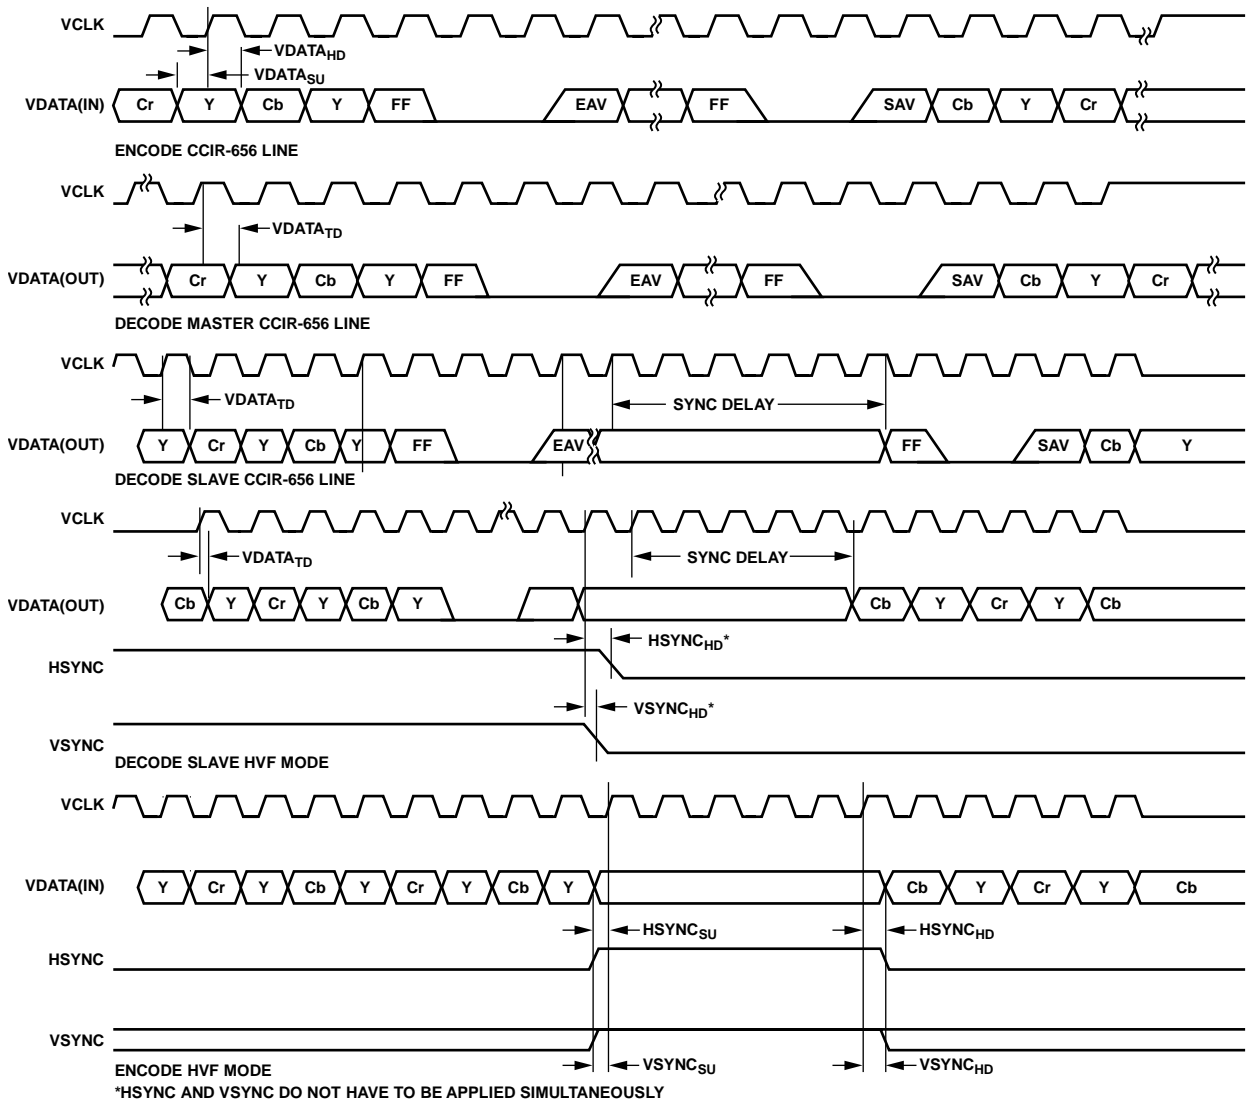 VCLK
VDATAHD
VDATASU
VDATA(IN) Cr Y Cb Y FF EAV FF SAV Cb Y Cr
ENCODE CCIR-656 LINE
VCLK
VDATATD
VDATA(OUT) Cr Y Cb Y FF EAV FF SAV Cb Y Cr
DECODE MASTER CCIR-656 LINE
VCLK
VDATATD SYNC DELAY
VDATA(OUT) Y Cr Y Cb Y FF EAV FF SAV Cb Y
DECODE SLAVE CCIR-656 LINE
VCLK
VDATATD SYNC DELAY
VDATA(OUT) Cb Y Cr Y Cb Y Cb Y Cr Y Cb
HSYNCHD*
HSYNC
VSYNCHD*
VSYNC
DECODE SLAVE HVF MODE
VCLK
VDATA(IN) Y Cr Y Cb Y Cr Y Cb Y Cb Y Cr Y Cb
HSYNCSU HSYNCHD
HSYNC
VSYNC
VSYNCSU VSYNCHD
ENCODE HVF MODE
*HSYNC AND VSYNC DO NOT HAVE TO BE APPLIED SIMULTANEOUSLY